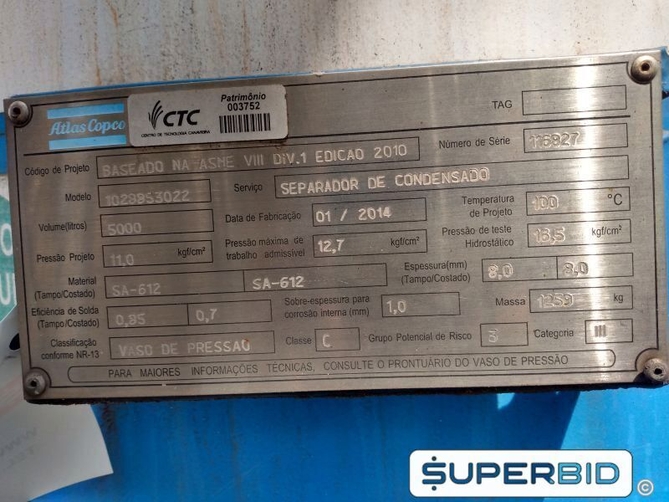 Atlas Copco
Patrimônio
003752
CTC
CENTRO DE TECNOLOGIA CANAVIEIRA
TAG
Código de Projeto BASEADO NA ASME VIII DiV.1 EDICAO 2010 Número de Série 116827
Modelo 1028953022 Serviço SEPARADOR DE CONDENSADO
Volume(litros) 5000 Data de Fabricação 01 / 2014 Temperatura de Projeto 100 °C
Pressão Projeto 11,0 kgf/cm² Pressão máxima de trabalho admissível 12,7 kgf/cm² Pressão de teste Hidrostático 16,5 kgf/cm²
Material (Tampo/Costado) SA-612 SA-612 Espessura(mm) (Tampo/Costado) 8,0 8,0
Eficiência de Solda (Tampo/Costado) 0,85 0,7 Sobre-espessura para corrosão interna (mm) 1,0 Massa kg
Classificação conforme NR-13 VASO DE PRESSAO Classe C Grupo Potencial de Risco 3 Categoria III
PARA MAIORES INFORMAÇÕES TÉCNICAS, CONSULTE O PRONTUÁRIO DO VASO DE PRESSÃO
SUPERBID
©